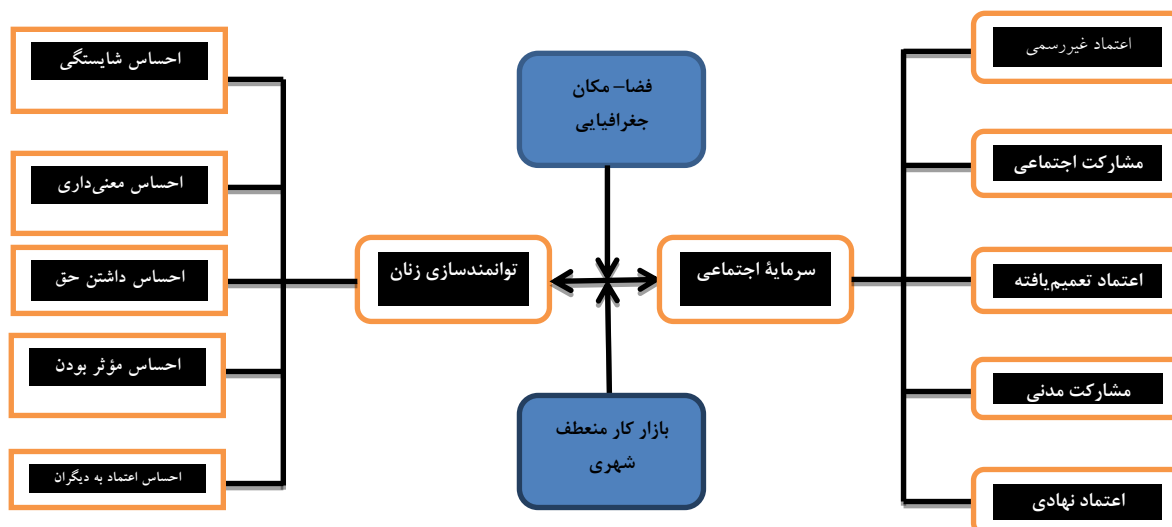 اعتماد غیررسمی
مشارکت اجتماعی
اعتماد تعمیم‌یافته
مشارکت مدنی
اعتماد نهادی
سرمایۀ اجتماعی
فضا– مکان
جغرافیایی
بازار کار منعطف
شهری
توانمندسازی زنان
احساس شایستگی
احساس معنی‌داری
احساس داشتن حق
احساس مؤثر بودن
احساس اعتماد به دیگران